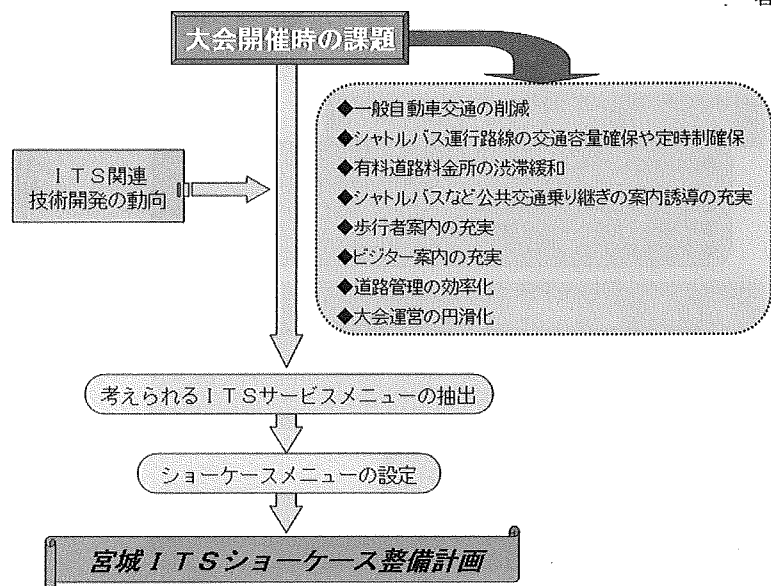 大会開催時の課題
◆一般自動車交通の削減
◆シャトルバス運行路線の交通容量確保や定時制確保
◆有料道路料金所の渋滞緩和
◆シャトルバスなど公共交通乗り継ぎの案内誘導の充実
◆歩行者案内の充実
◆ビジター案内の充実
◆道路管理の効率化
◆大会運営の円滑化
ＩＴＳ関連
技術開発の動向
考えられるＩＴＳサービスメニューの抽出
ショーケースメニューの設定
宮城ＩＴＳショーケース整備計画